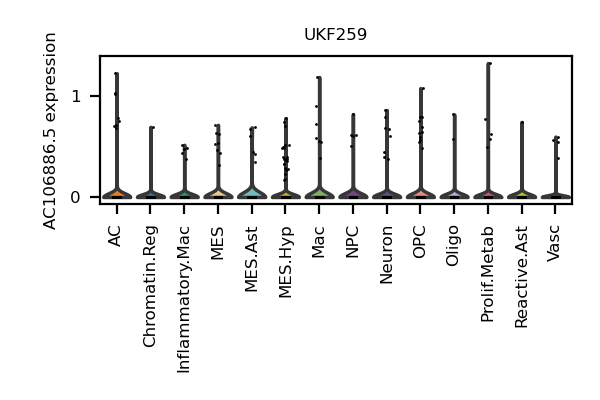 UKF259
AC106886.5 expression
1
0
AC
Chromatin.Reg
Inflammatory.Mac
MES
MES.Ast
MES.Hyp
Mac
NPC
Neuron
OPC
Oligo
Prolif.Metab
Reactive.Ast
Vasc